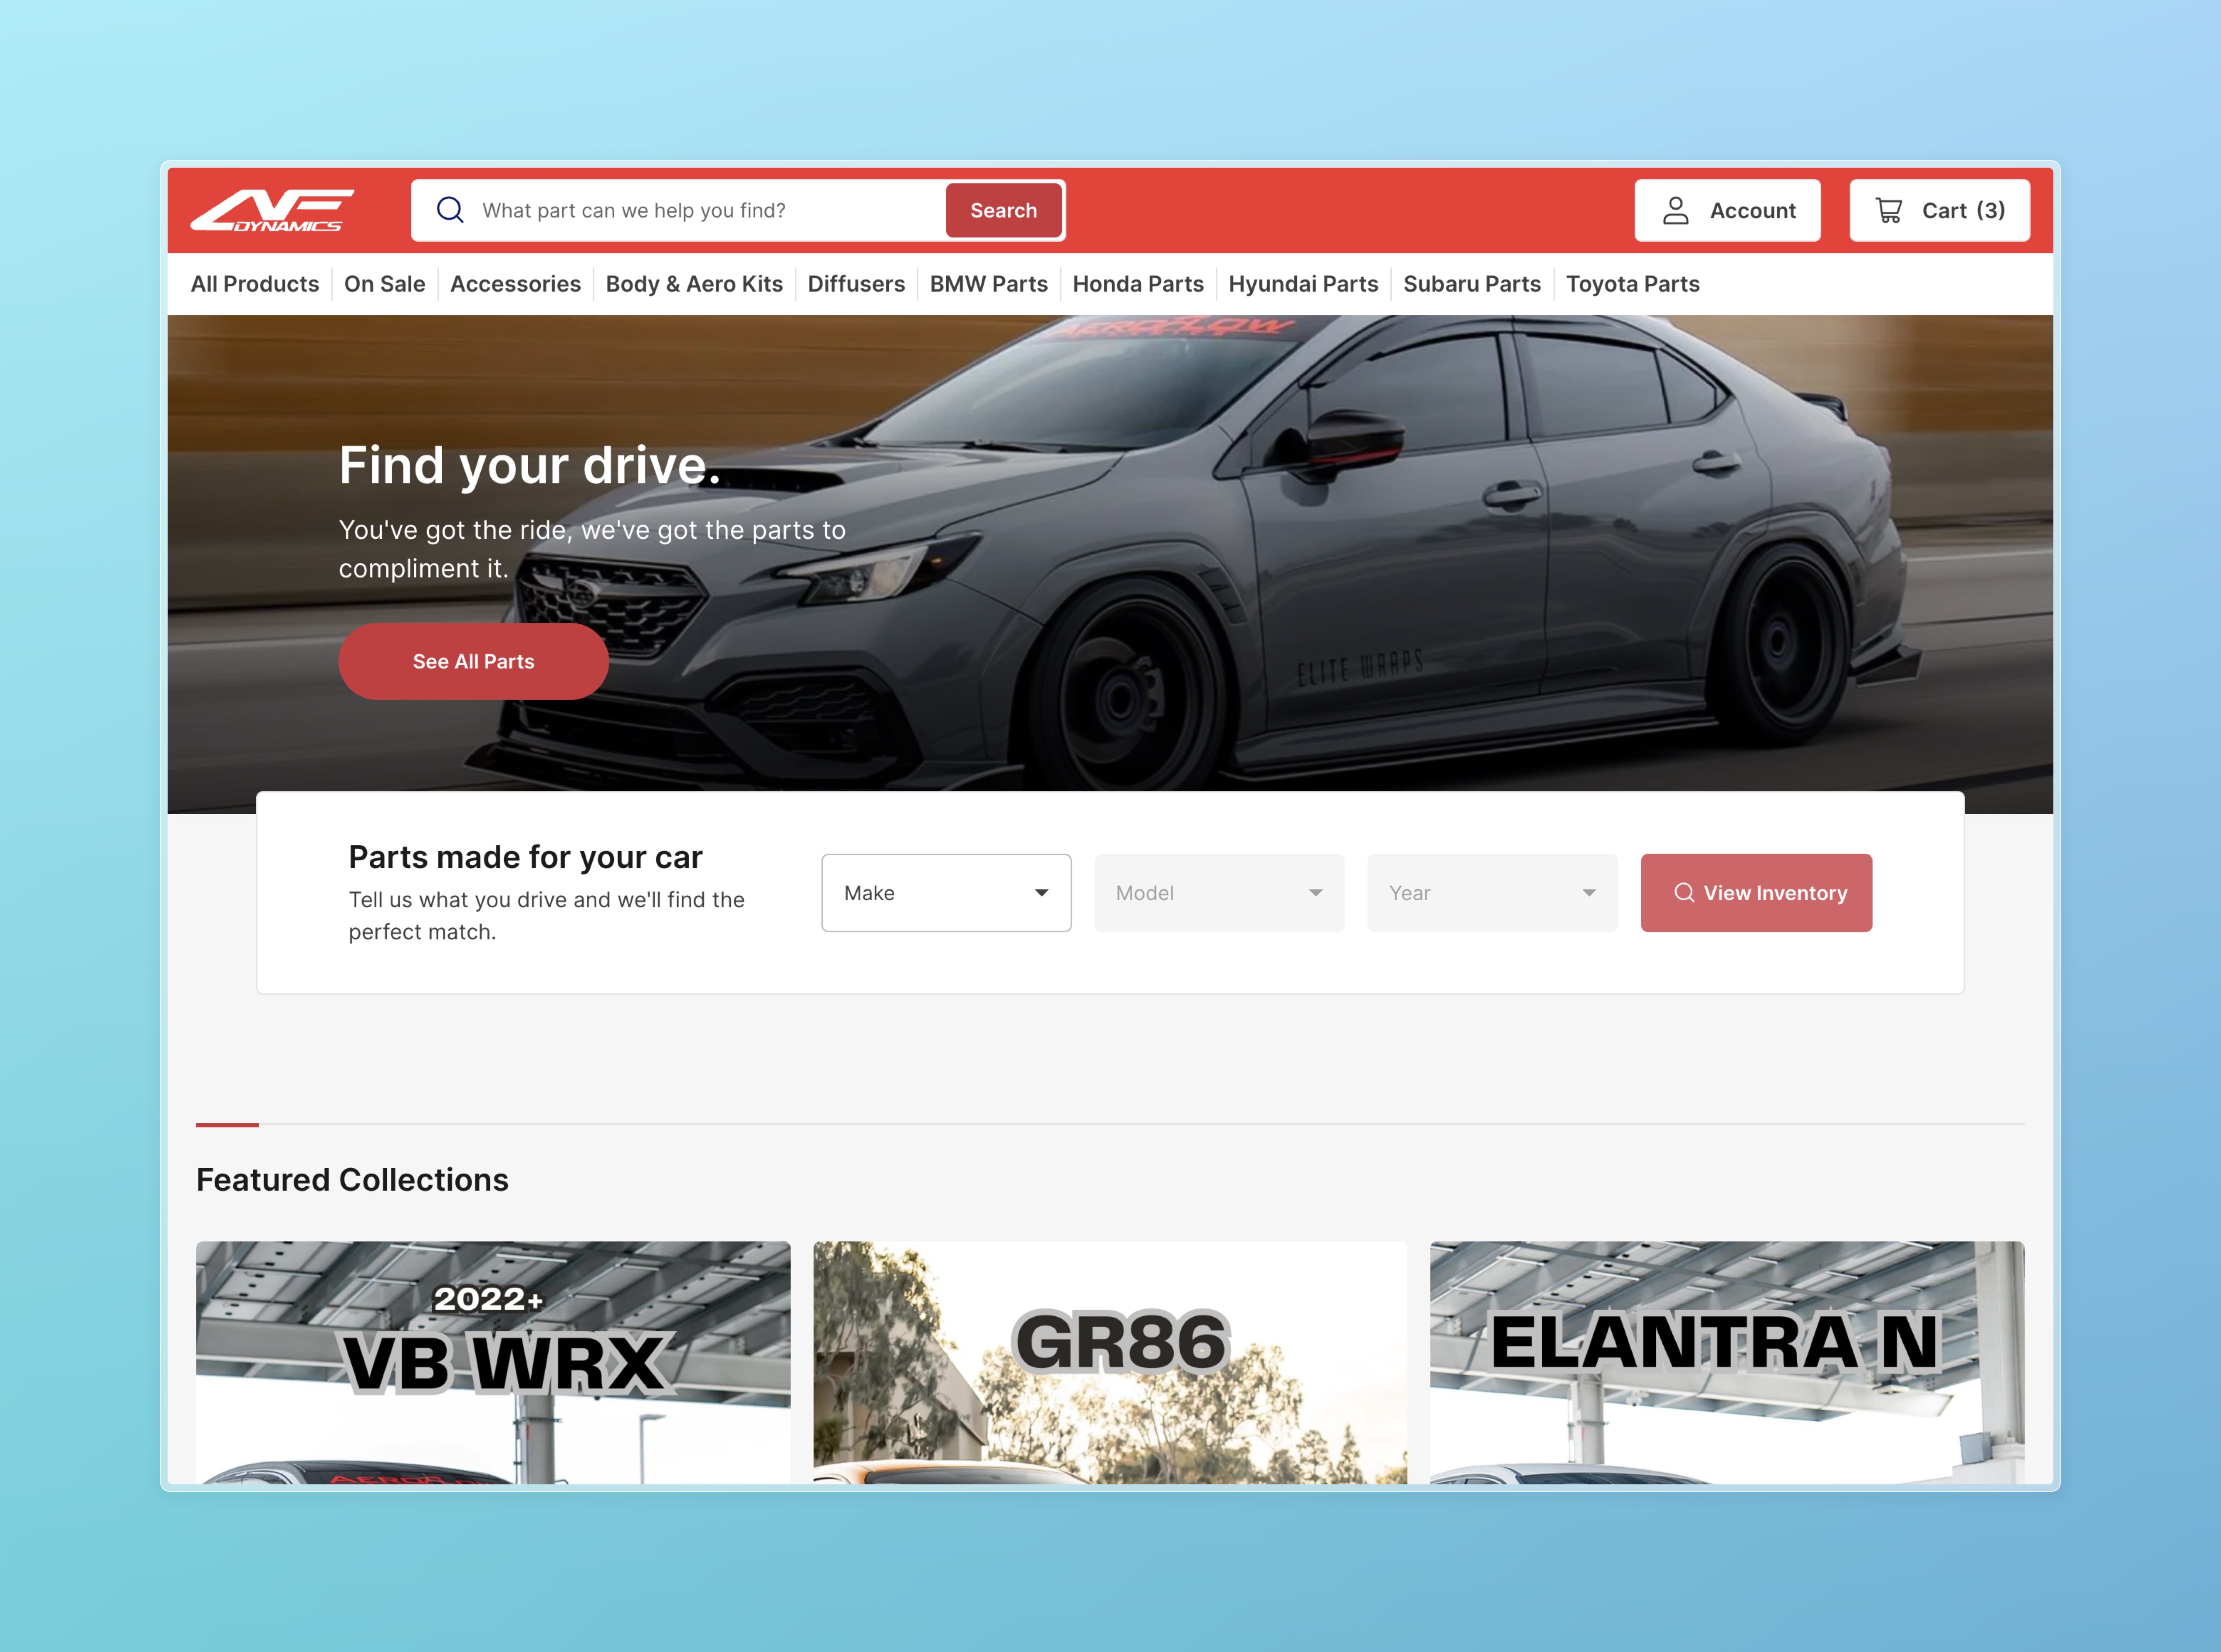 AF
DYNAMICS
What part can we help you find?
Search
Account
Cart (3)
All Products
On Sale
Accessories
Body & Aero Kits
Diffusers
BMW Parts
Honda Parts
Hyundai Parts
Subaru Parts
Toyota Parts
AEROFLOW
Find your drive.
You've got the ride, we've got the parts to
compliment it.
See All Parts
ELITE WRAPS
Parts made for your car
Tell us what you drive and we'll find the
perfect match.
Make
Model
Year
View Inventory
Featured Collections
2022+
VB WRX
GR86
ELANTRA N